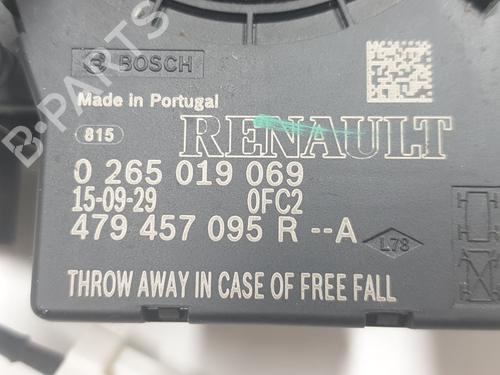 BOSCH
B-PARTS
Made in Portugal
815
RENAULT
0 265 019 069
15-09-29 0FC2
479 457 095 R --A
L78
THROW AWAY IN CASE OF FREE FALL